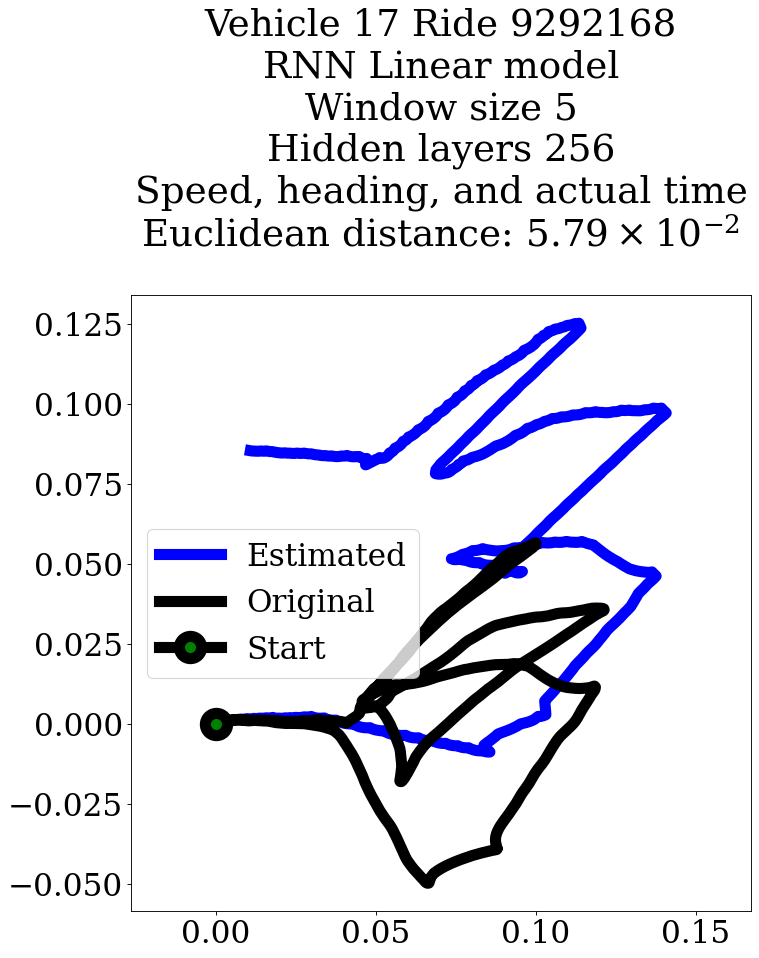 Vehicle 17 Ride 9292168
RNN Linear model
Window size 5
Hidden layers 256
Speed, heading, and actual time
Euclidean distance: 5.79 × 10⁻²
0.125
0.100
0.075
0.050
0.025
0.000
−0.025
−0.050
Estimated
Original
Start
0.00 0.05 0.10 0.15